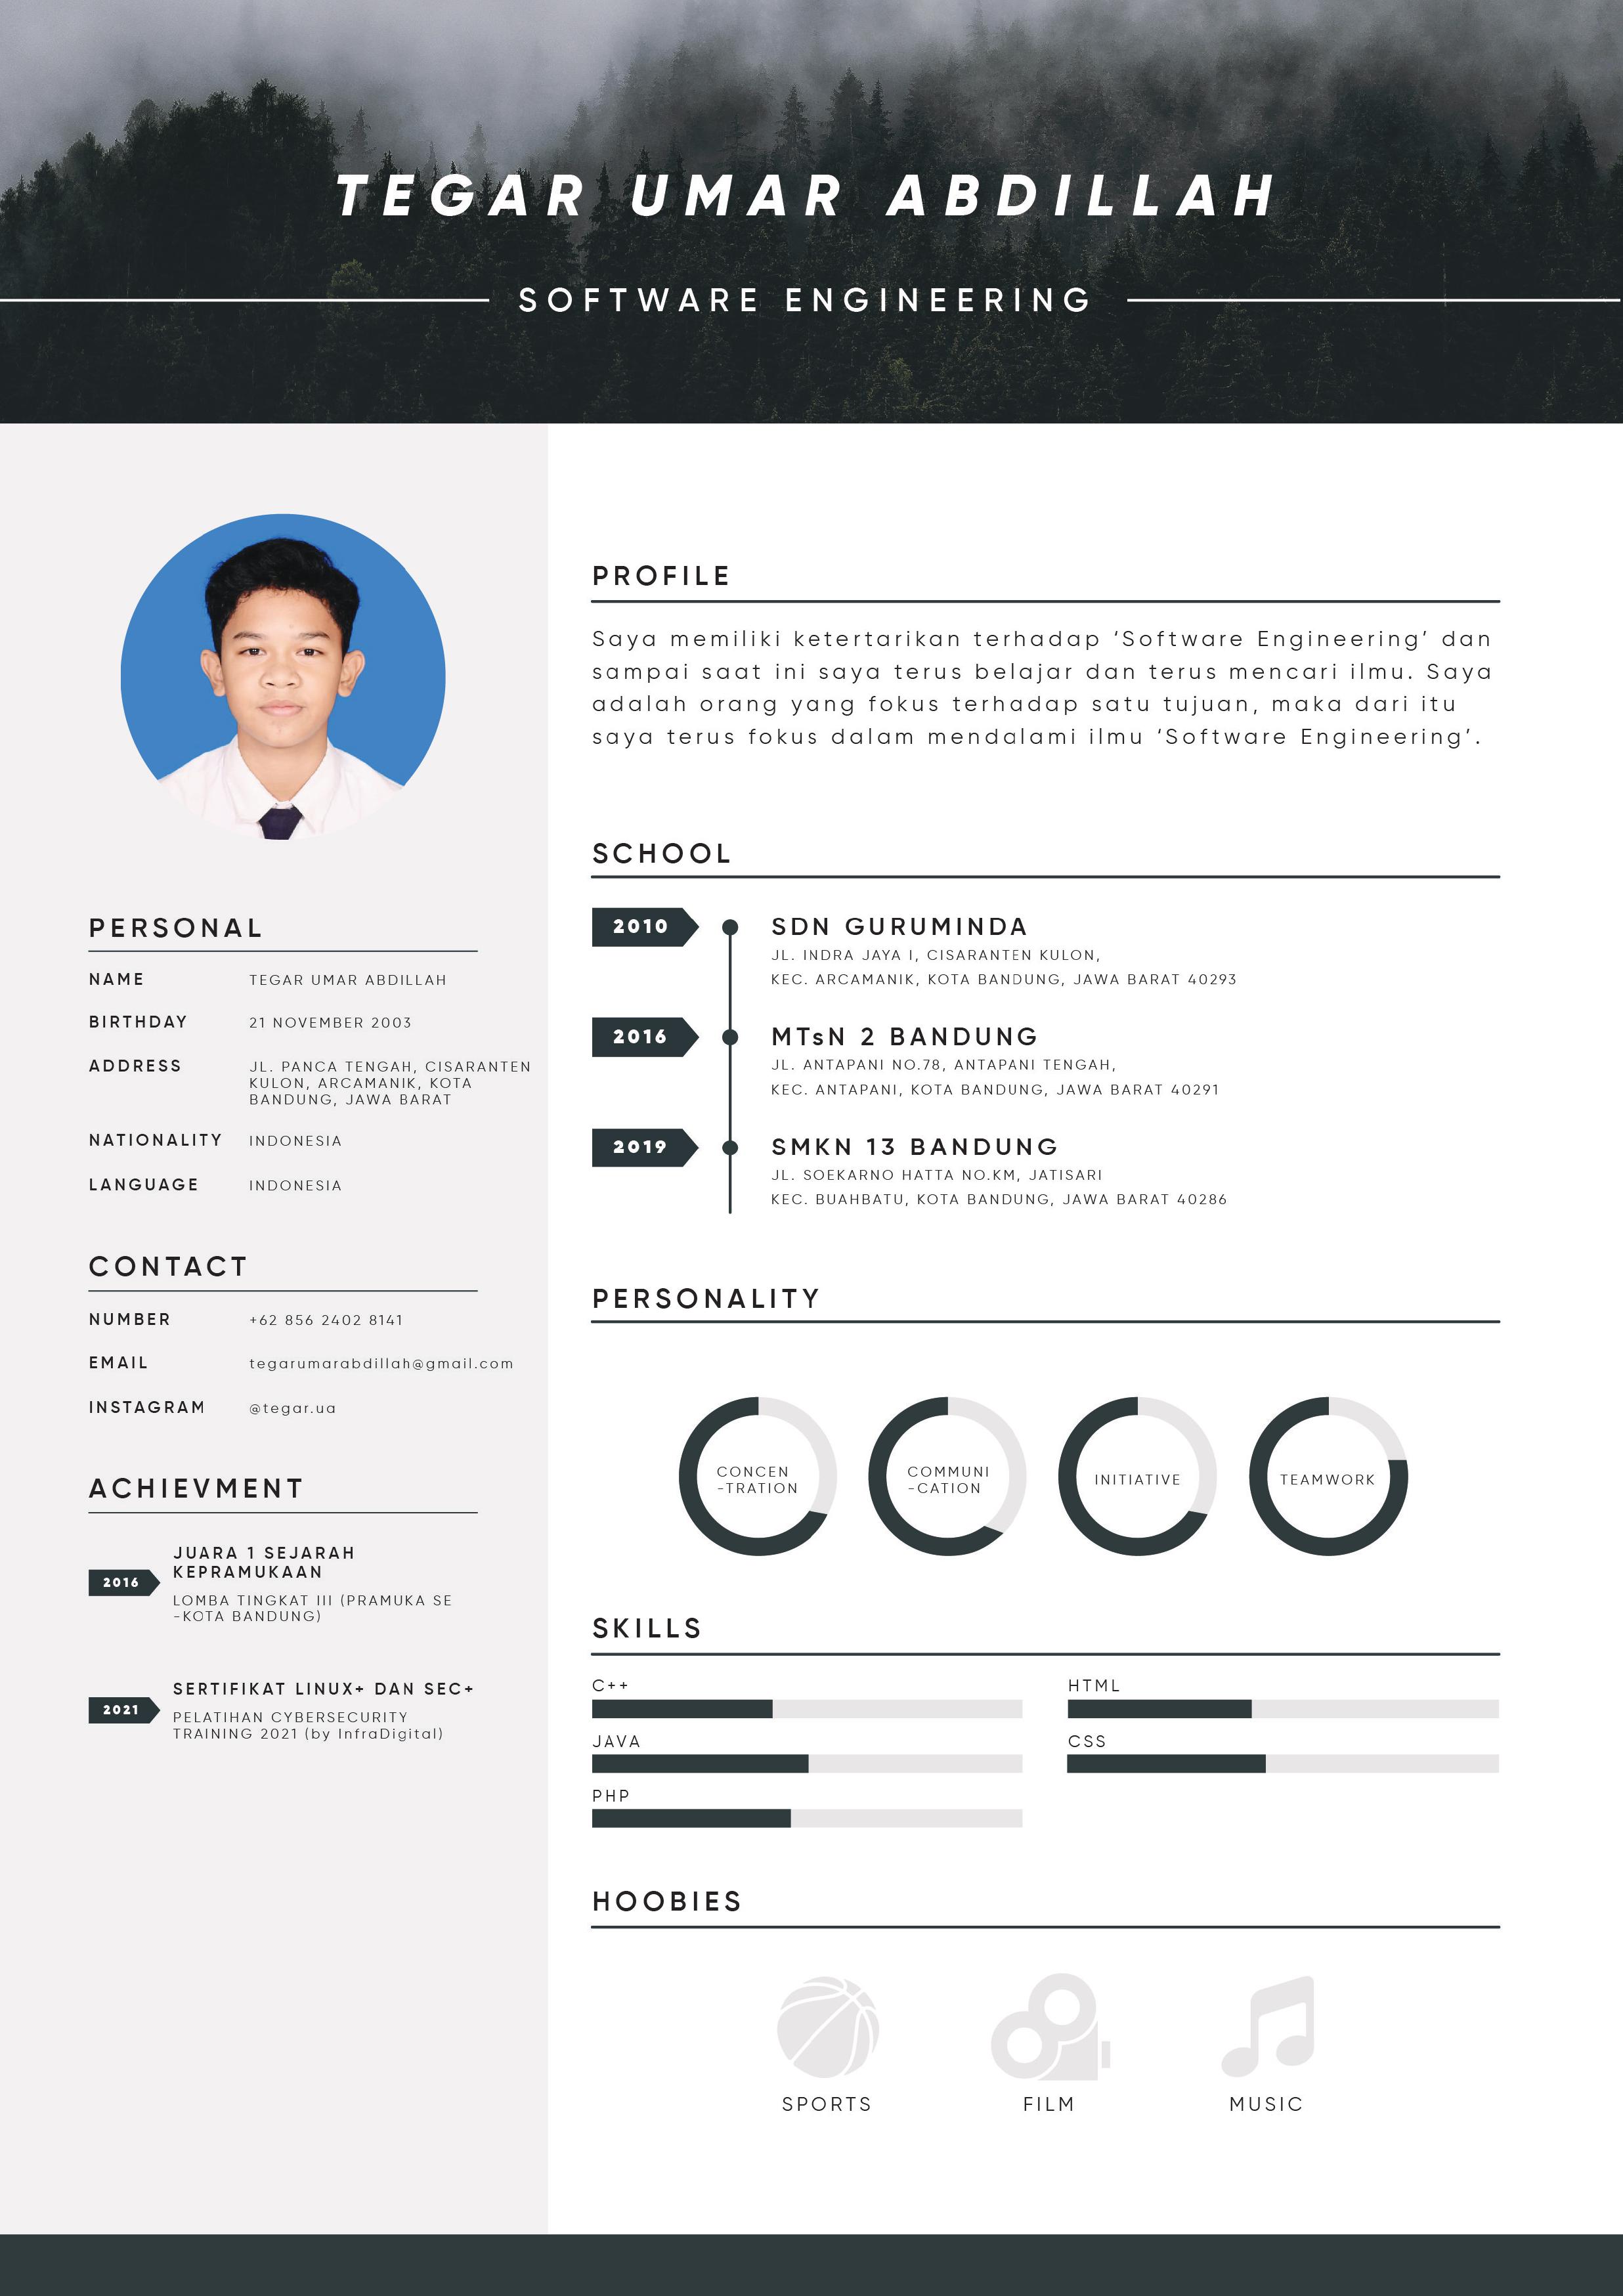 TEGAR UMAR ABDILLAH
SOFTWARE ENGINEERING
PERSONAL
NAME TEGAR UMAR ABDILLAH
BIRTHDAY 21 NOVEMBER 2003
ADDRESS JL. PANCA TENGAH, CISARANTEN
KULON, ARCAMANIK, KOTA
BANDUNG, JAWA BARAT
NATIONALITY INDONESIA
LANGUAGE INDONESIA
CONTACT
NUMBER +62 856 2402 8141
EMAIL tegarumarabdillah@gmail.com
INSTAGRAM @tegar.ua
ACHIEVMENT
2016
JUARA 1 SEJARAH
KEPRAMUKAAN
LOMBA TINGKAT III (PRAMUKA SE
-KOTA BANDUNG)
2021
SERTIFIKAT LINUX+ DAN SEC+
PELATIHAN CYBERSECURITY
TRAINING 2021 (by InfraDigital)
PROFILE
Saya memiliki ketertarikan terhadap ‘Software Engineering’ dan
sampai saat ini saya terus belajar dan terus mencari ilmu. Saya
adalah orang yang fokus terhadap satu tujuan, maka dari itu
saya terus fokus dalam mendalami ilmu ‘Software Engineering’.
SCHOOL
2010 SDN GURUMINDA
JL. INDRA JAYA I, CISARANTEN KULON,
KEC. ARCAMANIK, KOTA BANDUNG, JAWA BARAT 40293
2016 MTsN 2 BANDUNG
JL. ANTAPANI NO.78, ANTAPANI TENGAH,
KEC. ANTAPANI, KOTA BANDUNG, JAWA BARAT 40291
2019 SMKN 13 BANDUNG
JL. SOEKARNO HATTA NO.KM, JATISARI
KEC. BUAHBATU, KOTA BANDUNG, JAWA BARAT 40286
PERSONALITY
CONCEN
-TRATION
COMMUNI
-CATION
INITIATIVE
TEAMWORK
SKILLS
C++
JAVA
PHP
HTML
CSS
HOOBIES
SPORTS
FILM
MUSIC